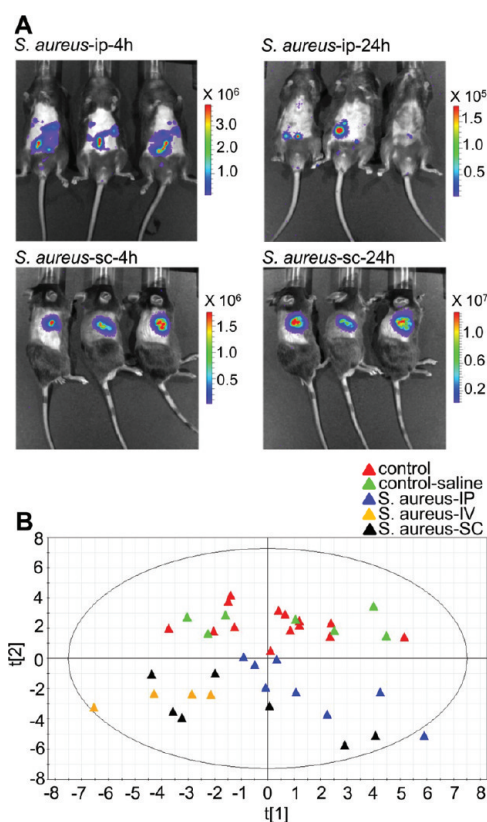 A
S. aureus-ip-4h
S. aureus-ip-24h
X 10⁶
3.0
2.0
1.0
X 10⁵
1.5
1.0
0.5
S. aureus-sc-4h
S. aureus-sc-24h
X 10⁶
1.5
1.0
0.5
X 10⁷
1.0
0.8
0.6
0.4
0.2
control
control-saline
S. aureus-IP
S. aureus-IV
S. aureus-SC
B
8
6
4
2
0
-2
-4
-6
-8
t[2]
-8 -7 -6 -5 -4 -3 -2 -1 0 1 2 3 4 5 6 7 8
t[1]